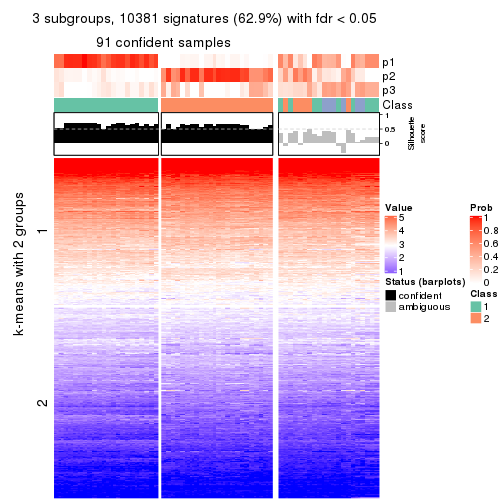 3 subgroups, 10381 signatures (62.9%) with fdr < 0.05
91 confident samples
p1
p2
p3
Class
1
0.5
0
Silhouette
score
k-means with 2 groups
1
2
Value
5
4
3
2
1
Status (barplots)
confident
ambiguous
Prob
1
0.8
0.6
0.4
0.2
0
Class
1
2